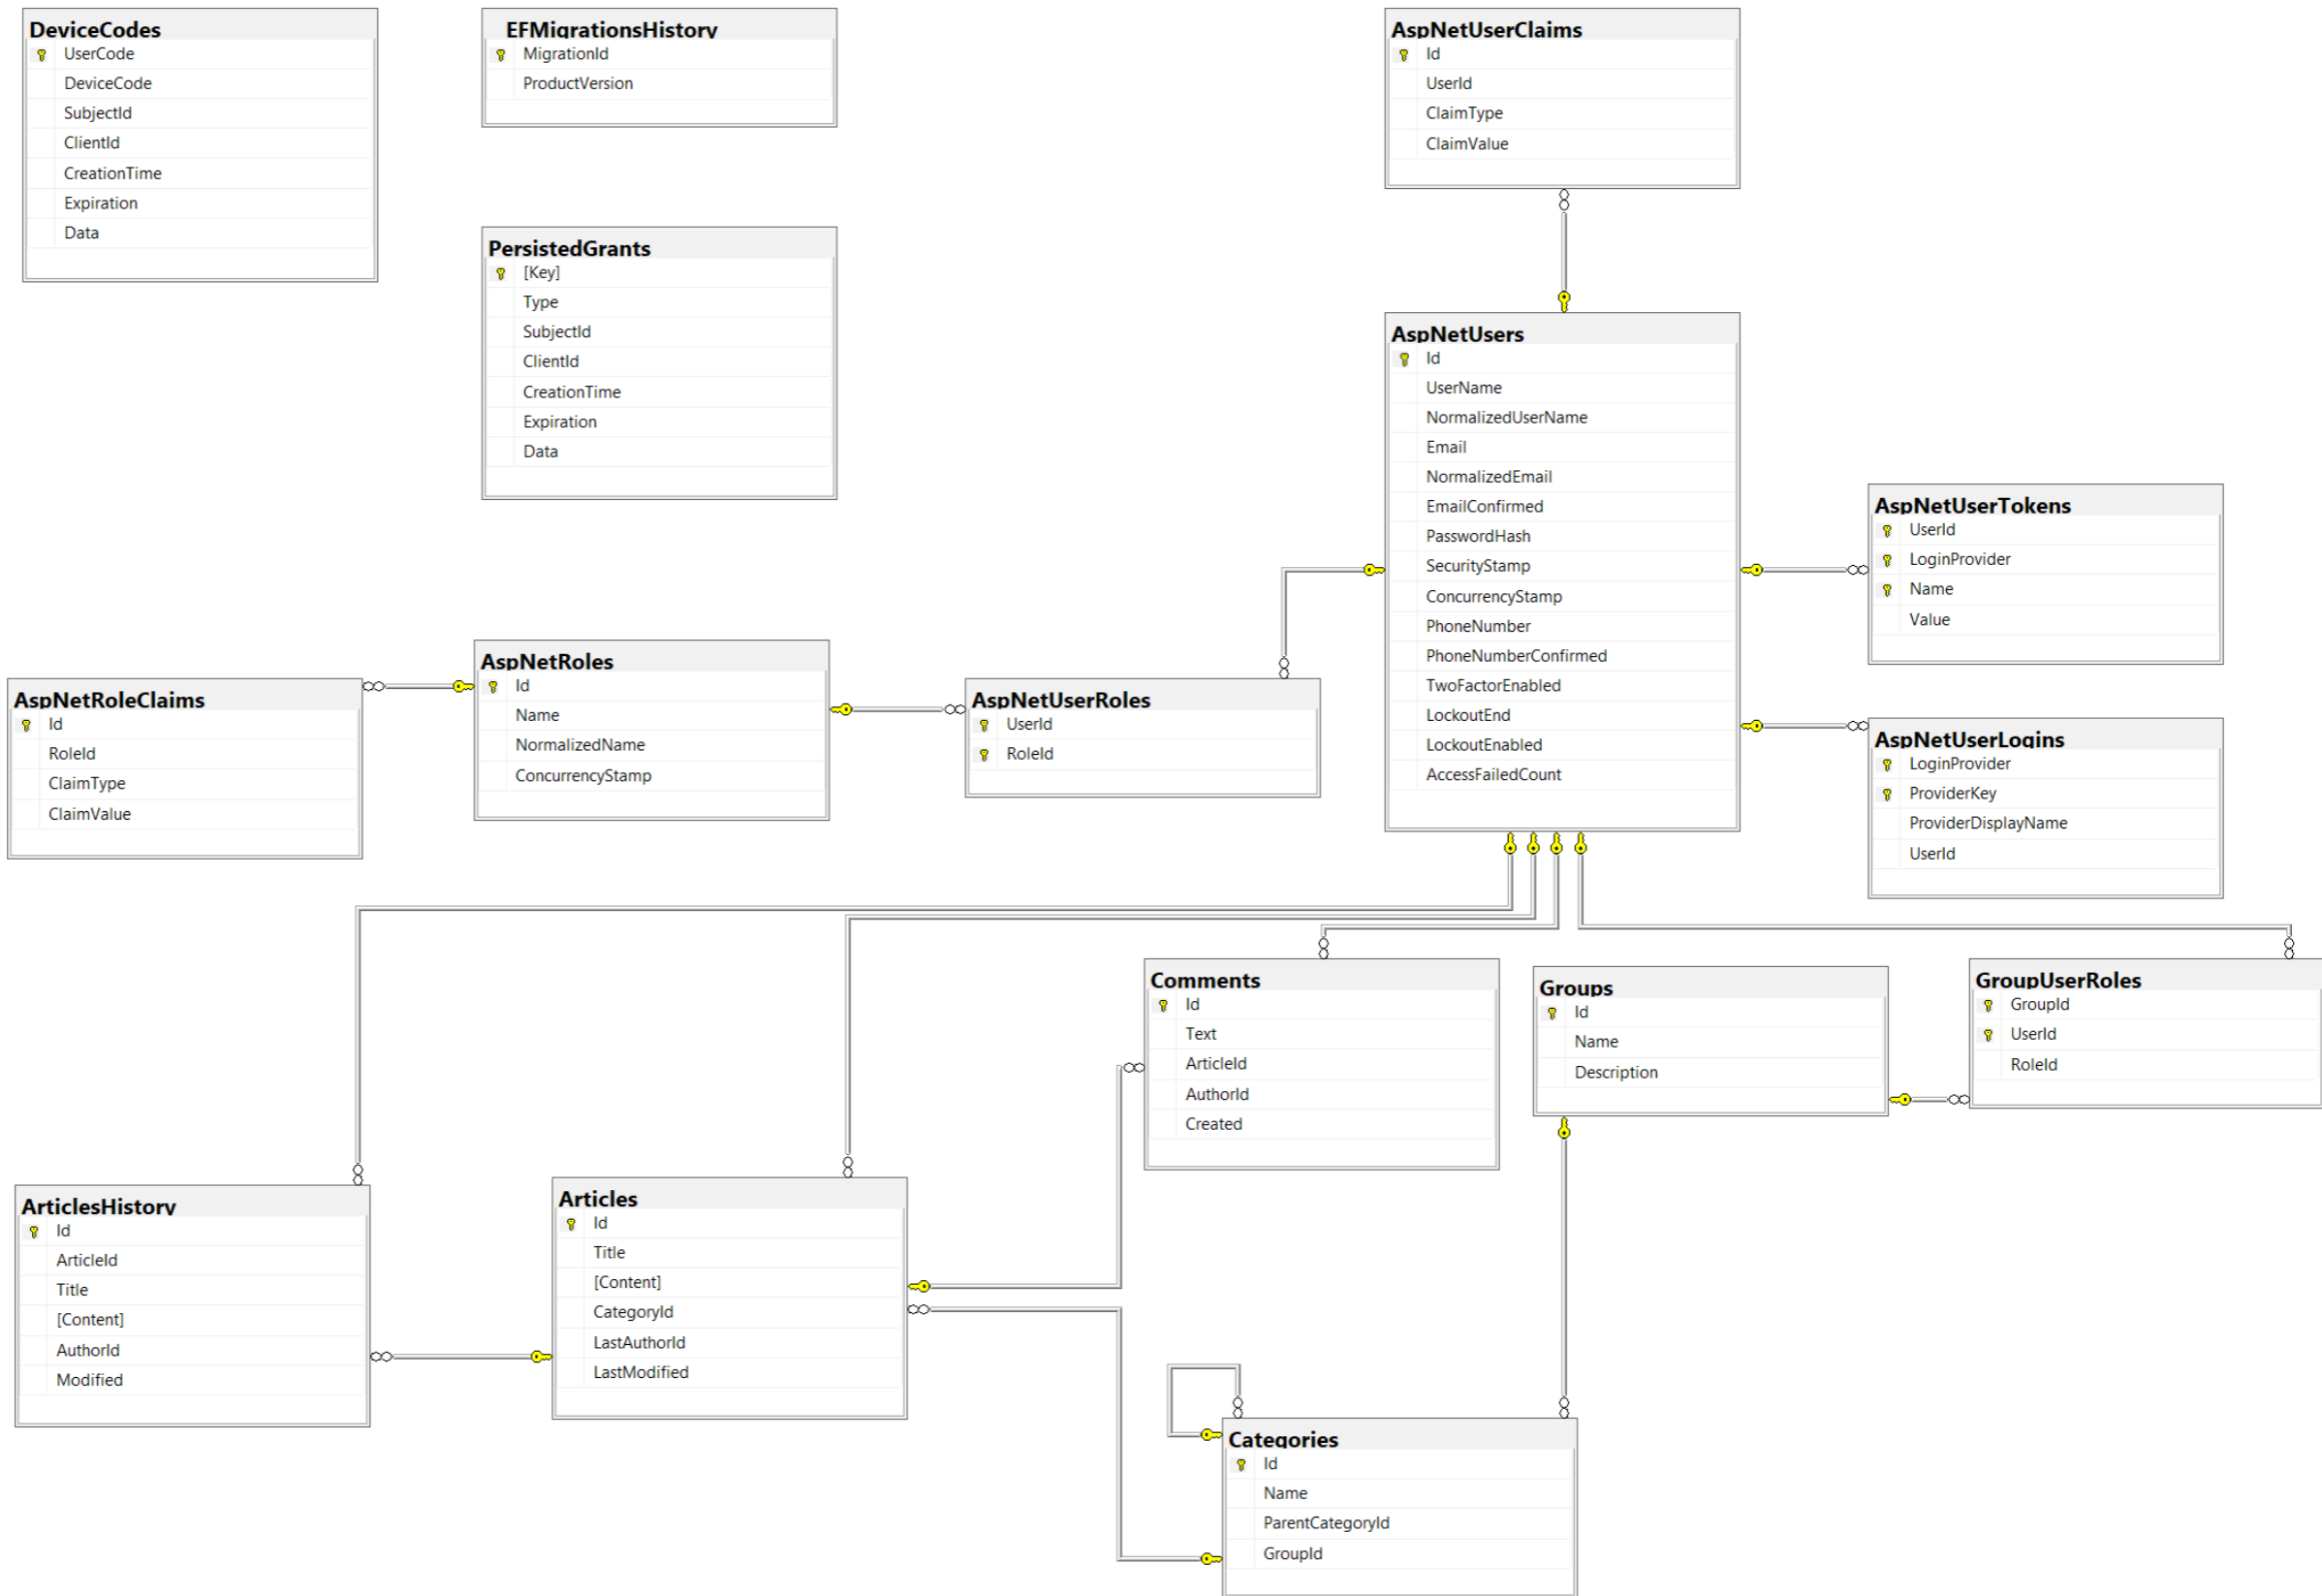 DeviceCodes
UserCode
DeviceCode
SubjectId
ClientId
CreationTime
Expiration
Data
EFMigrationsHistory
MigrationId
ProductVersion
PersistedGrants
[Key]
Type
SubjectId
ClientId
CreationTime
Expiration
Data
AspNetUserClaims
Id
UserId
ClaimType
ClaimValue
AspNetUsers
Id
UserName
NormalizedUserName
Email
NormalizedEmail
EmailConfirmed
PasswordHash
SecurityStamp
ConcurrencyStamp
PhoneNumber
PhoneNumberConfirmed
TwoFactorEnabled
LockoutEnd
LockoutEnabled
AccessFailedCount
AspNetUserTokens
UserId
LoginProvider
Name
Value
AspNetRoleClaims
Id
RoleId
ClaimType
ClaimValue
AspNetRoles
Id
Name
NormalizedName
ConcurrencyStamp
AspNetUserRoles
UserId
RoleId
AspNetUserLogins
LoginProvider
ProviderKey
ProviderDisplayName
UserId
Comments
Id
Text
ArticleId
AuthorId
Created
Groups
Id
Name
Description
GroupUserRoles
GroupId
UserId
RoleId
ArticlesHistory
Id
ArticleId
Title
[Content]
AuthorId
Modified
Articles
Id
Title
[Content]
CategoryId
LastAuthorId
LastModified
Categories
Id
Name
ParentCategoryId
GroupId